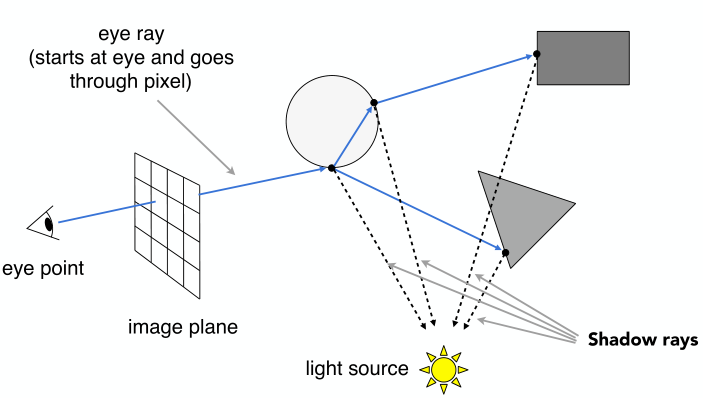 eye ray
(starts at eye and goes
through pixel)
eye point
image plane
light source
Shadow rays